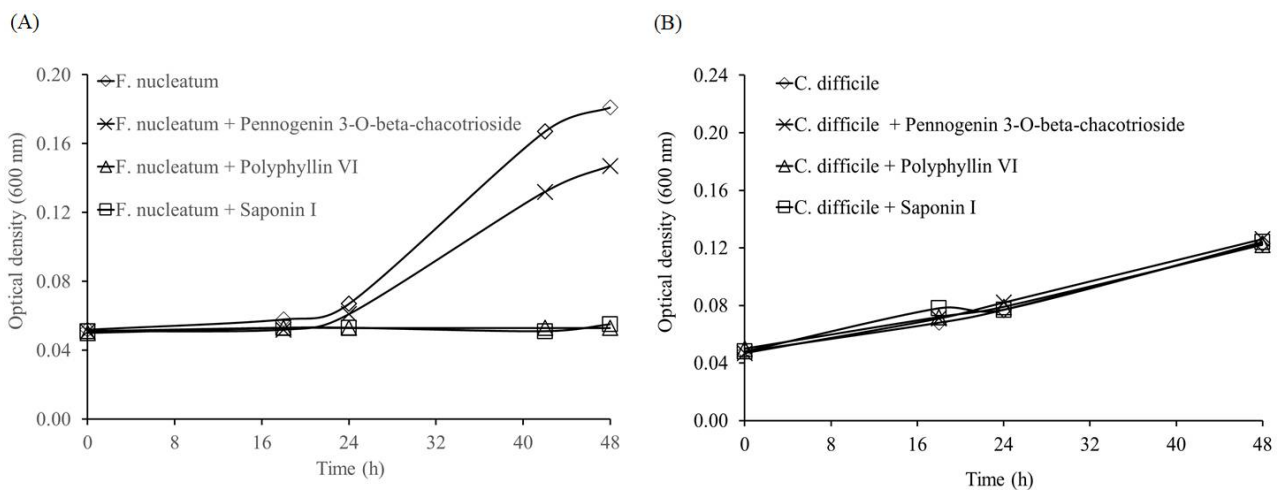 (A)
0.20
0.16
0.12
0.08
0.04
0.00
Optical density (600 nm)
F. nucleatum
F. nucleatum + Pennogenin 3-O-beta-chacotrioside
F. nucleatum + Polyphyllin VI
F. nucleatum + Saponin I
0 8 16 24 32 40 48
Time (h)
(B)
0.24
0.20
0.16
0.12
0.08
0.04
0.00
Optical density (600 nm)
C. difficile
C. difficile + Pennogenin 3-O-beta-chacotrioside
C. difficile + Polyphyllin VI
C. difficile + Saponin I
0 8 16 24 32 40 48
Time (h)